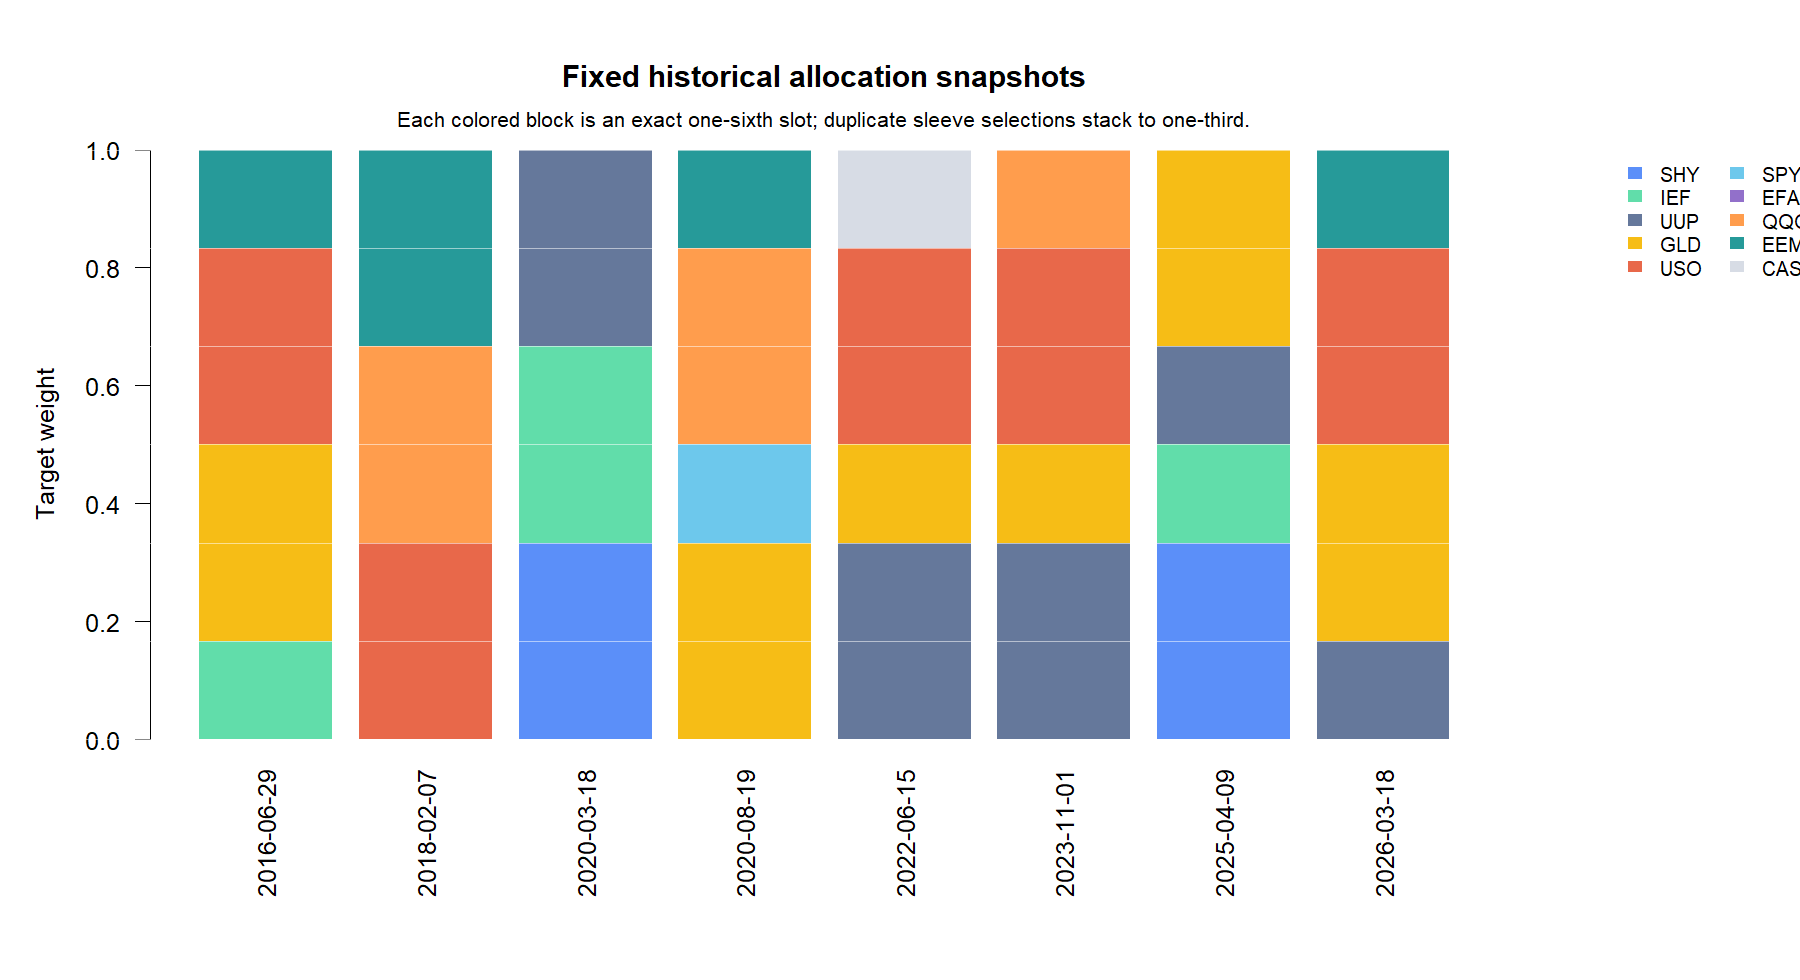 Fixed historical allocation snapshots
Each colored block is an exact one-sixth slot; duplicate sleeve selections stack to one-third.
Target weight
1.0
0.8
0.6
0.4
0.2
0.0
2016-06-29
2018-02-07
2020-03-18
2020-08-19
2022-06-15
2023-11-01
2025-04-09
2026-03-18
SHY SPY
IEF EFA
UUP QQ
GLD EEM
USO CAS